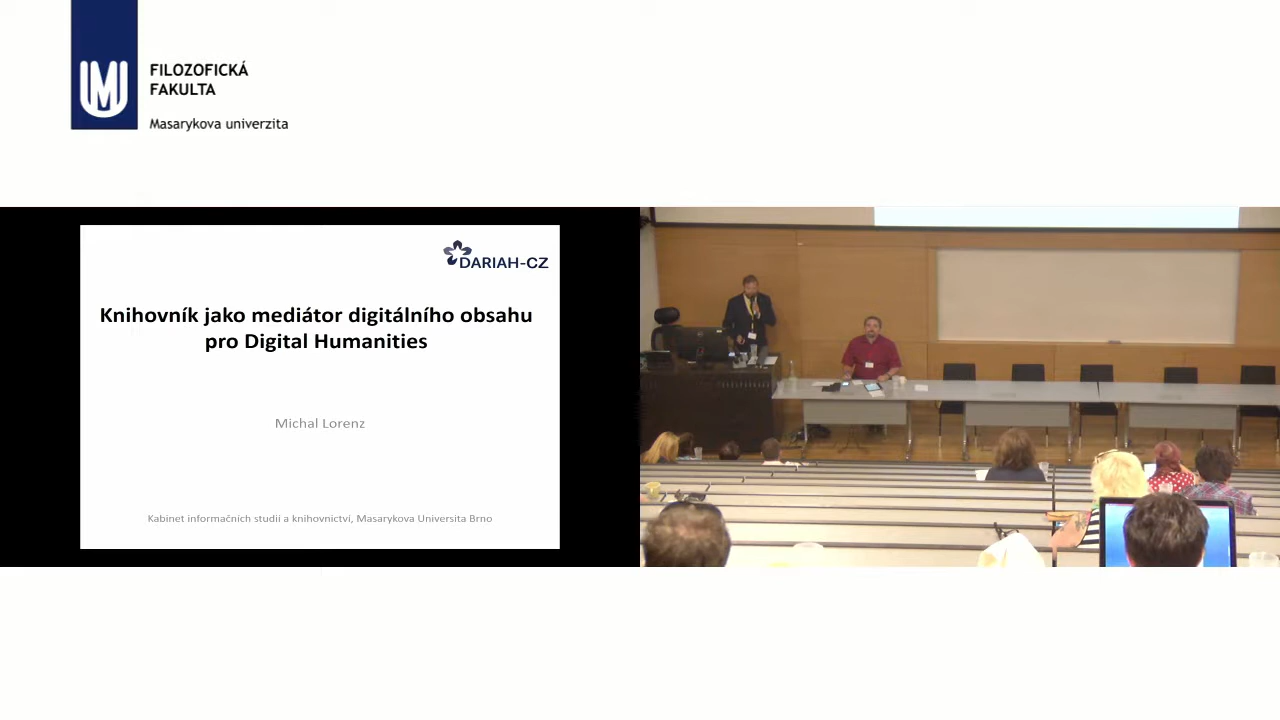 FILOZOFICKÁ
FAKULTA
Masarykova univerzita
DARIAH-CZ
Knihovník jako mediátor digitálního obsahu
pro Digital Humanities
Michal Lorenz
Kabinet informačních studií a knihovnictví, Masarykova Universita Brno